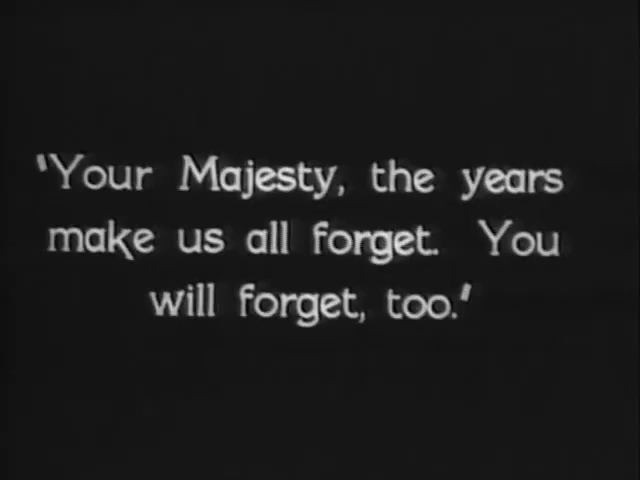 'Your Majesty, the years
make us all forget. You
will forget, too.'